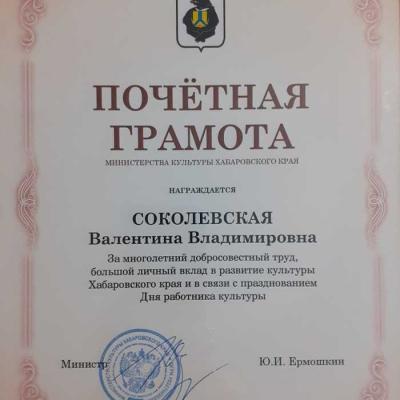 ПОЧЁТНАЯ
ГРАМОТА
МИНИСТЕРСТВА КУЛЬТУРЫ ХАБАРОВСКОГО КРАЯ
НАГРАЖДАЕТСЯ
СОКОЛЕВСКАЯ
Валентина Владимировна
За многолетний добросовестный труд,
большой личный вклад в развитие культуры
Хабаровского края и в связи с празднованием
Дня работника культуры
Министр Ю.И. Ермошкин